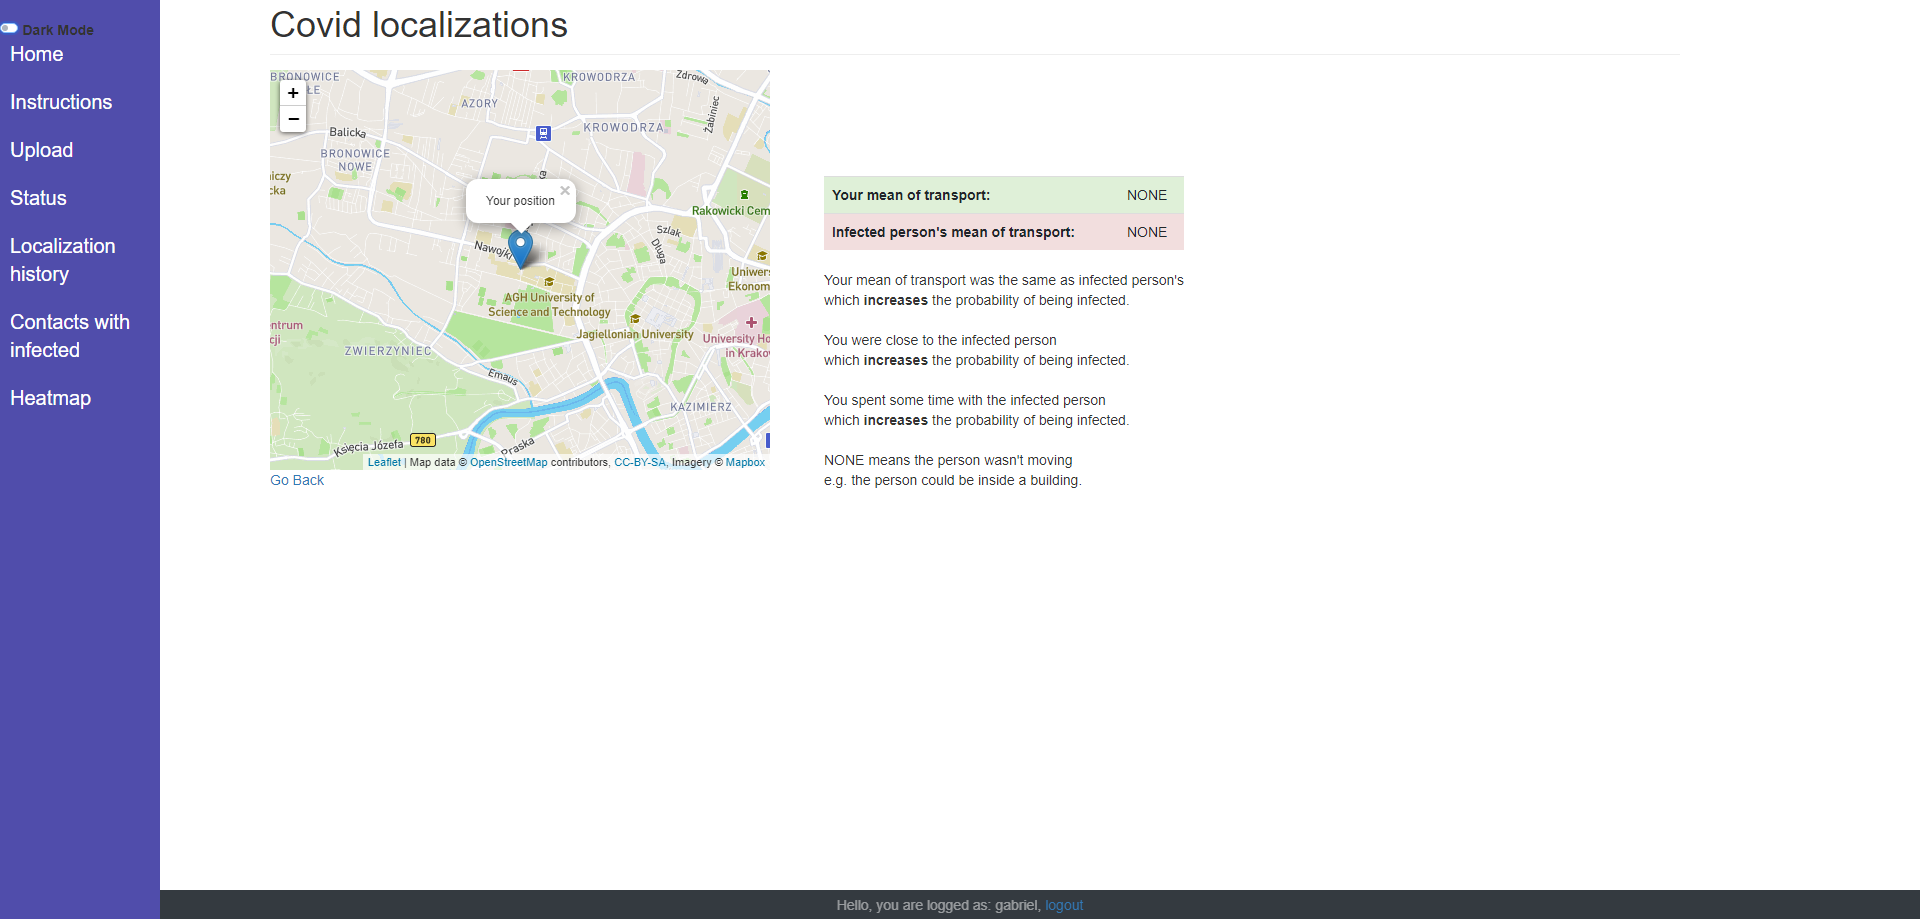 Dark Mode
Home
Instructions
Upload
Status
Localization
history
Contacts with
infected
Heatmap
Covid localizations
+
−
BRONOWICE
KROWODRZA
Zdrowa
AZORY
Żabiniec
Balicka
KROWODRZA
BRONOWICE
NOWE
Your position
×
Rakowicki Cem
Nawojki
Szlak
Długa
Uniwer
Ekonom
AGH University of
Science and Technology
Jagiellonian University
University Ho
in Krako
ZWIERZYNIEC
Emaus
KAZIMIERZ
780
Księcia Józefa
Praska
Leaflet | Map data © OpenStreetMap contributors, CC-BY-SA, Imagery © Mapbox
Go Back
Your mean of transport: NONE
Infected person's mean of transport: NONE
Your mean of transport was the same as infected person's
which increases the probability of being infected.
You were close to the infected person
which increases the probability of being infected.
You spent some time with the infected person
which increases the probability of being infected.
NONE means the person wasn't moving
e.g. the person could be inside a building.
Hello, you are logged as: gabriel, logout